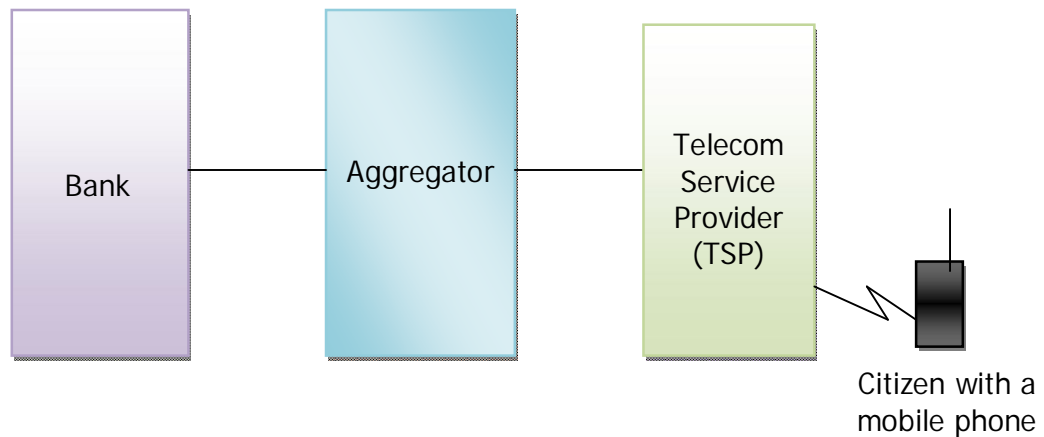 Bank
Aggregator
Telecom
Service
Provider
(TSP)
Citizen with a
mobile phone